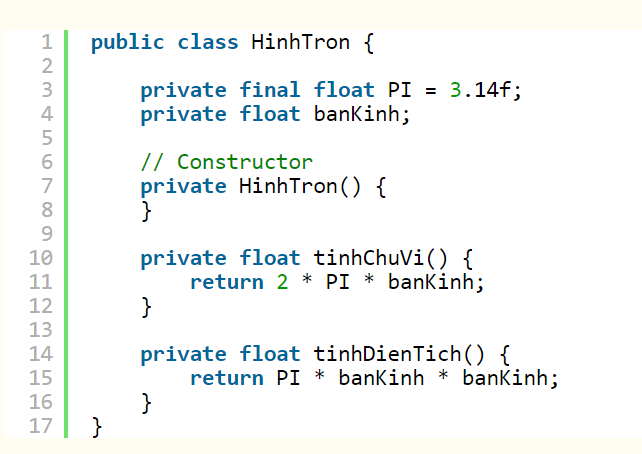 1 public class HinhTron {
2
3     private final float PI = 3.14f;
4     private float banKinh;
5
6     // Constructor
7     private HinhTron() {
8     }
9
10     private float tinhChuVi() {
11         return 2 * PI * banKinh;
12     }
13
14     private float tinhDienTich() {
15         return PI * banKinh * banKinh;
16     }
17 }